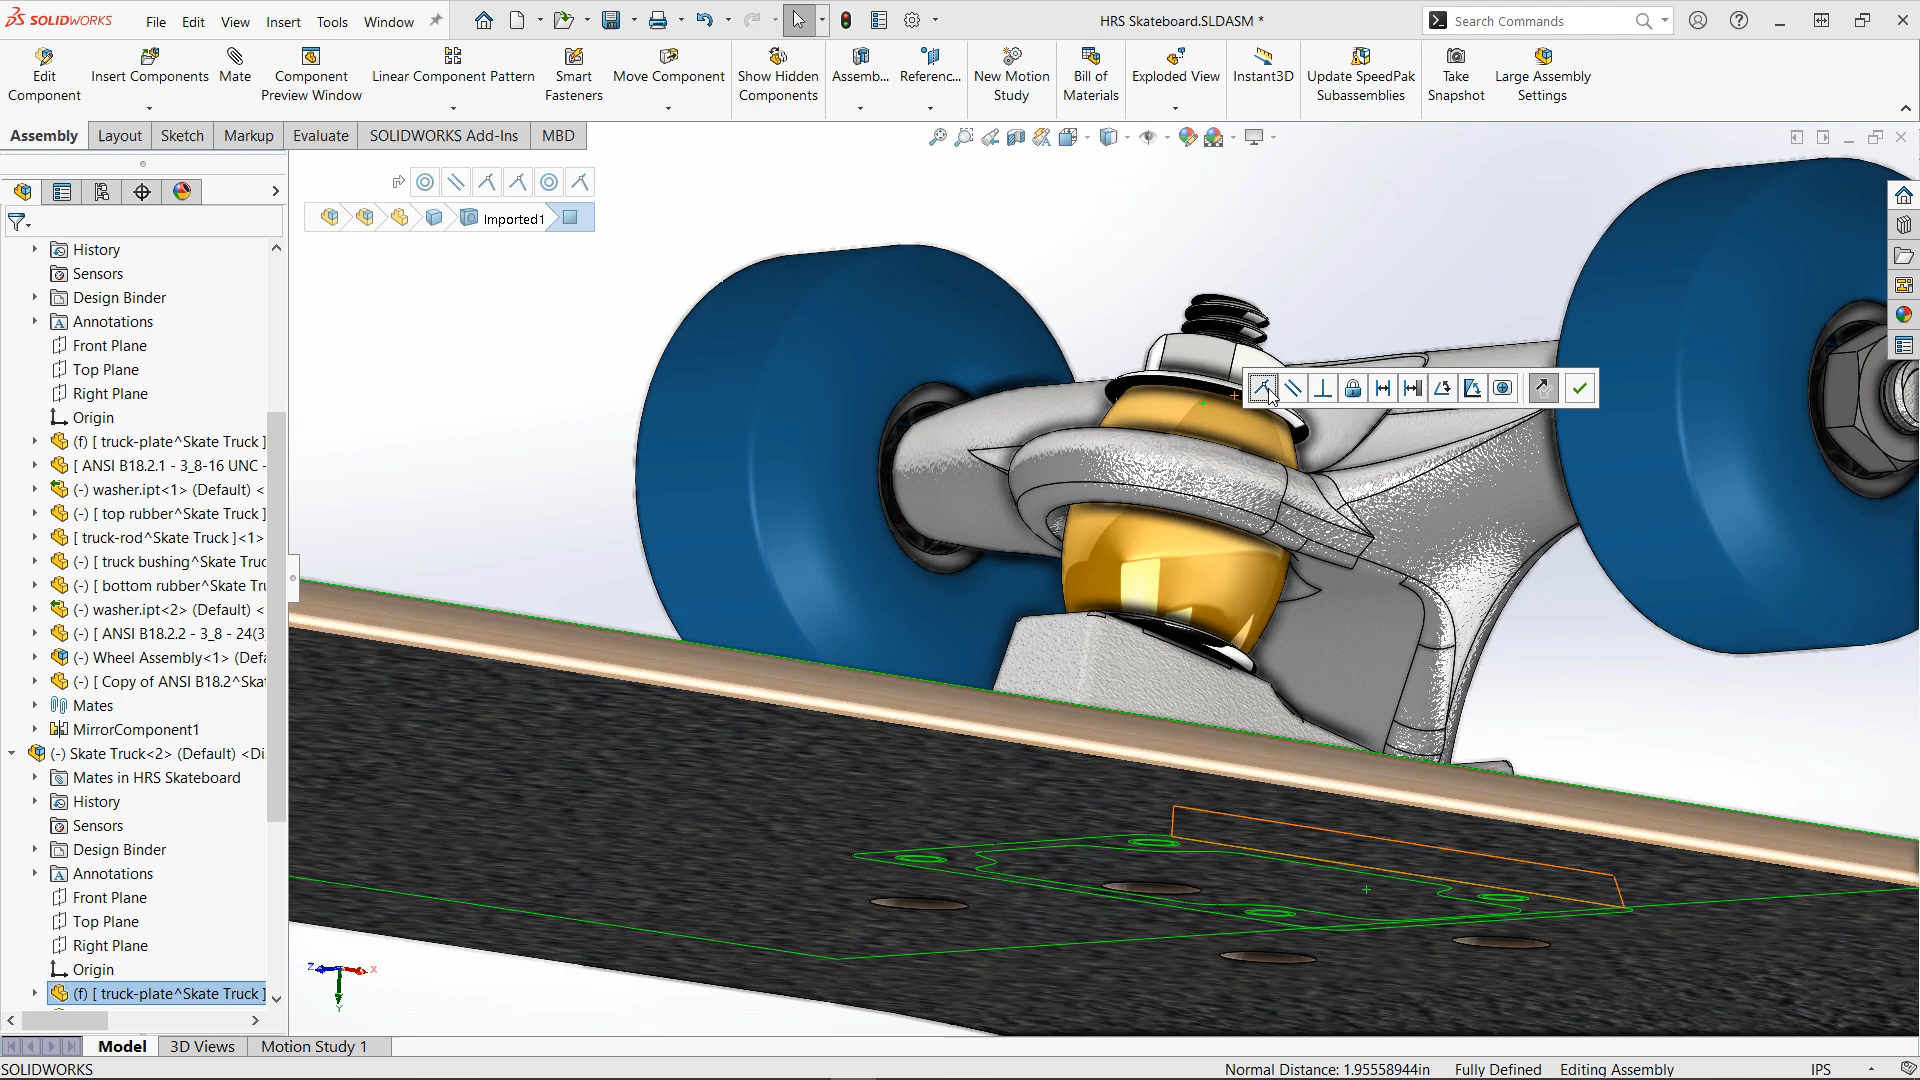 SOLIDWORKS File Edit View Insert Tools Window HRS Skateboard.SLDASM * Search Commands
Edit Component
Insert Components
Mate
Component Preview Window
Linear Component Pattern
Smart Fasteners
Move Component
Show Hidden Components
Assemb...
Referenc...
New Motion Study
Bill of Materials
Exploded View
Instant3D
Update SpeedPak Subassemblies
Take Snapshot
Large Assembly Settings
Assembly Layout Sketch Markup Evaluate SOLIDWORKS Add-Ins MBD
Imported1
History
Sensors
Design Binder
Annotations
Front Plane
Top Plane
Right Plane
Origin
(f) [ truck-plate^Skate Truck ]
[ ANSI B18.2.1 - 3_8-16 UNC -
(-) washer.ipt<1> (Default) <
(-) [ top rubber^Skate Truck ]
[ truck-rod^Skate Truck ]<1>
(-) [ truck bushing^Skate Truc
(-) [ bottom rubber^Skate Tru
(-) washer.ipt<2> (Default) <
(-) [ ANSI B18.2.2 - 3_8 - 24(3
(-) Wheel Assembly<1> (Defa
(-) [ Copy of ANSI B18.2^Ska
Mates
MirrorComponent1
(-) Skate Truck<2> (Default) <Di
Mates in HRS Skateboard
History
Sensors
Design Binder
Annotations
Front Plane
Top Plane
Right Plane
Origin
(f) [ truck-plate^Skate Truck ]
Z X
Y
Model 3D Views Motion Study 1
SOLIDWORKS Normal Distance: 1.95558944in Fully Defined Editing Assembly IPS